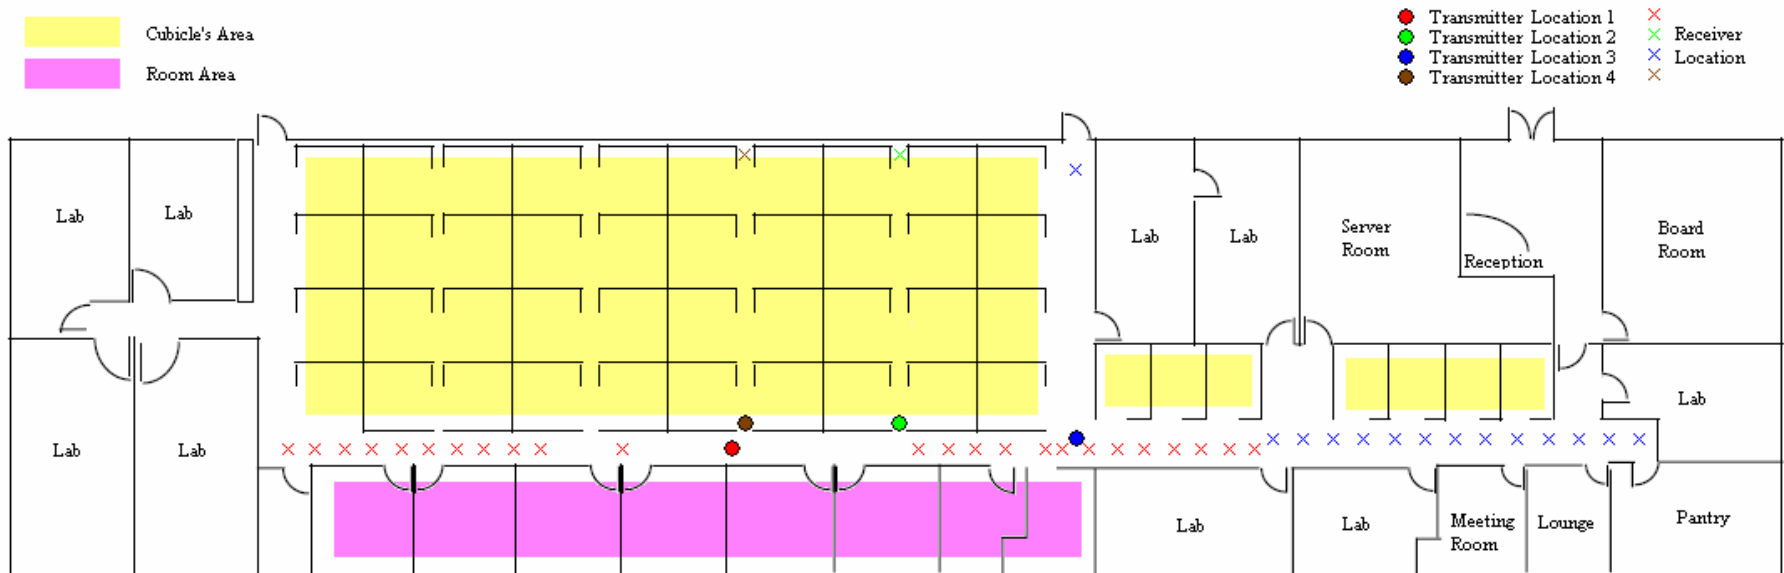 Cubicle's Area
Room Area
Transmitter Location 1
Transmitter Location 2
Transmitter Location 3
Transmitter Location 4
Receiver
Location
Lab
Lab
Lab
Lab
Server
Room
Reception
Board
Room
Lab
Lab
Lab
Lab
Lab
Meeting
Room
Lounge
Pantry